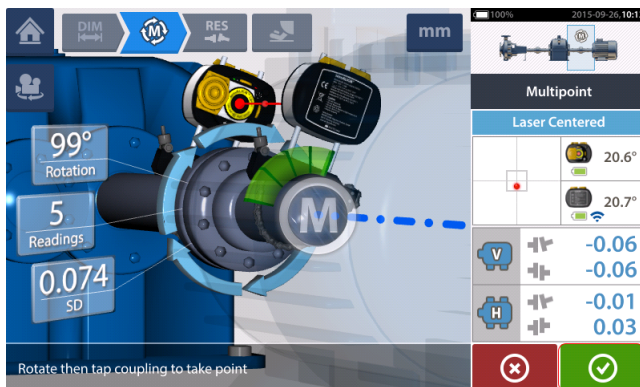 DIM
M
RES
mm
99°
Rotation
5
Readings
0.074
SD
M
Rotate then tap coupling to take point
100%
2015-09-26,10:1
M
Multipoint
Laser Centered
20.6°
20.7°
V
-0.06
-0.06
H
-0.01
0.03